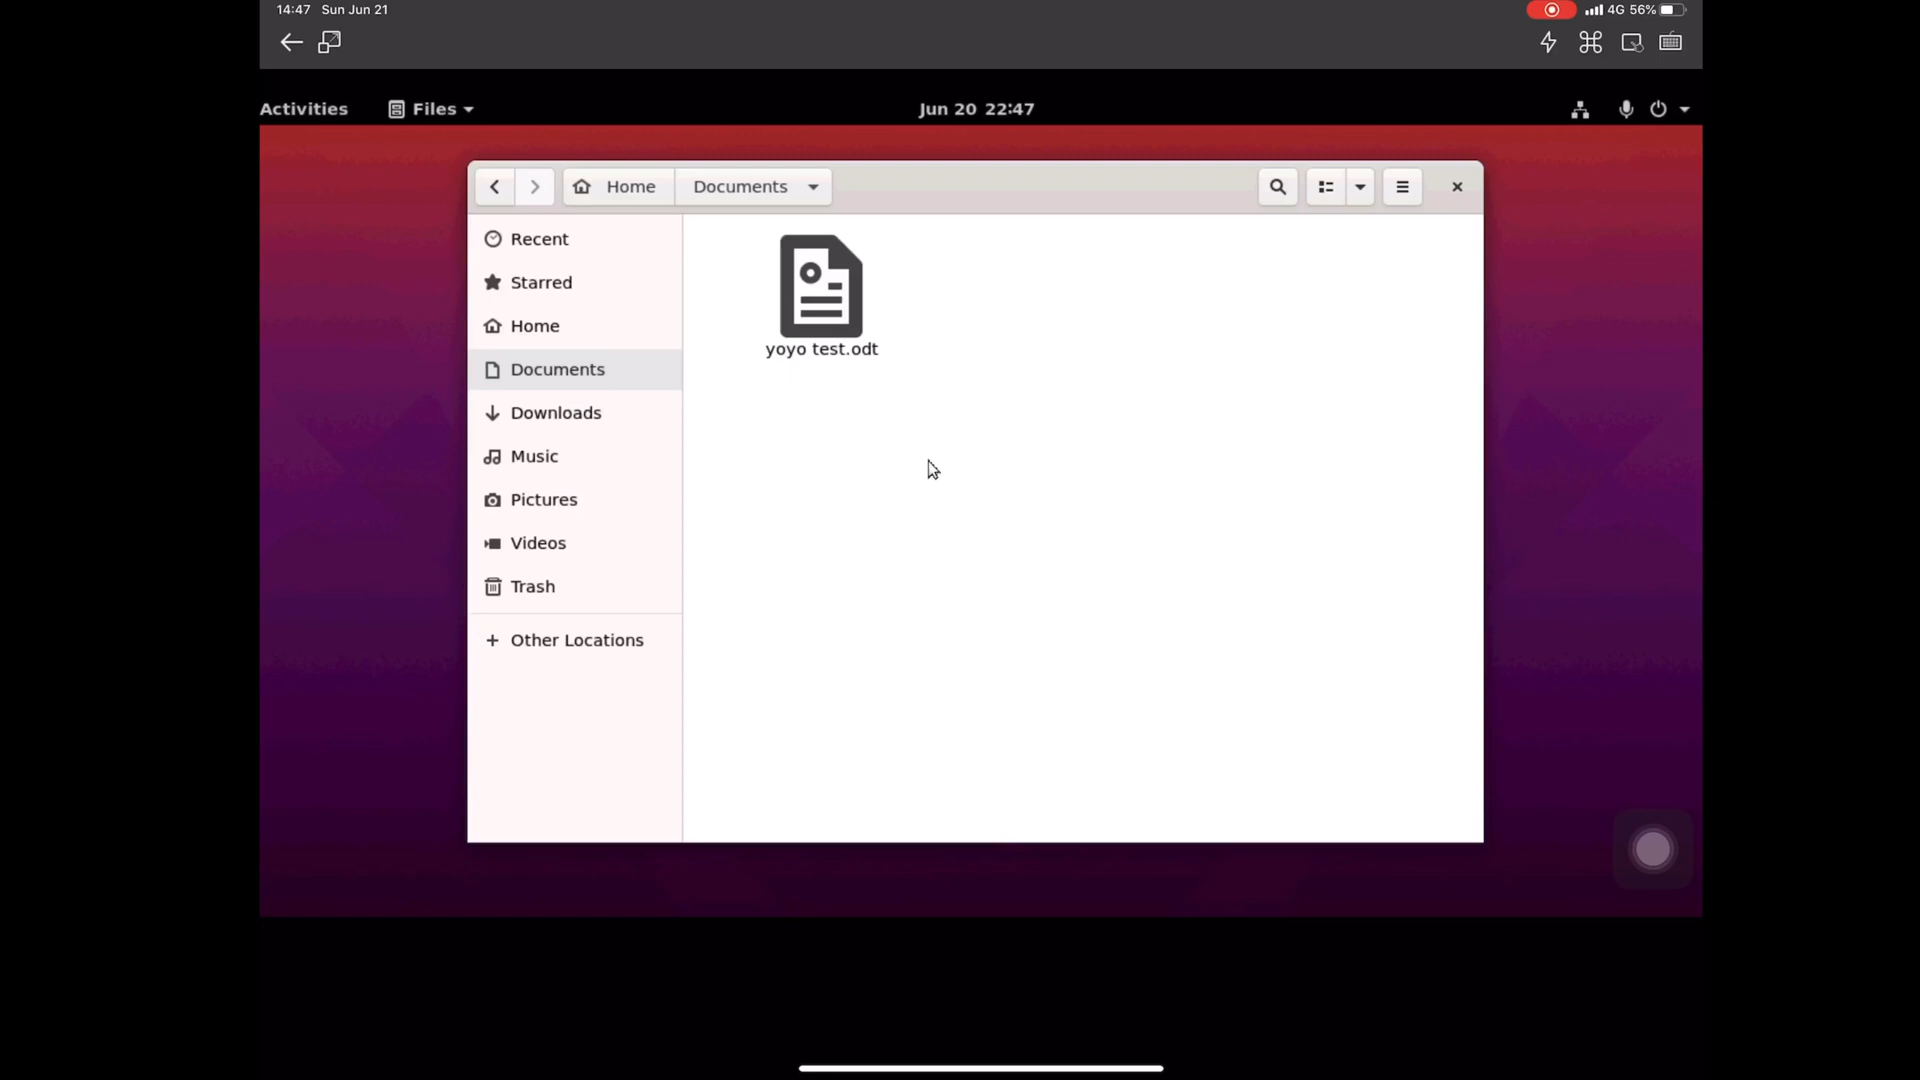 14:47 Sun Jun 21
4G 56%
Activities Files Jun 20 22:47
Home Documents
Recent
Starred
Home
Documents
Downloads
Music
Pictures
Videos
Trash
Other Locations
yoyo test.odt